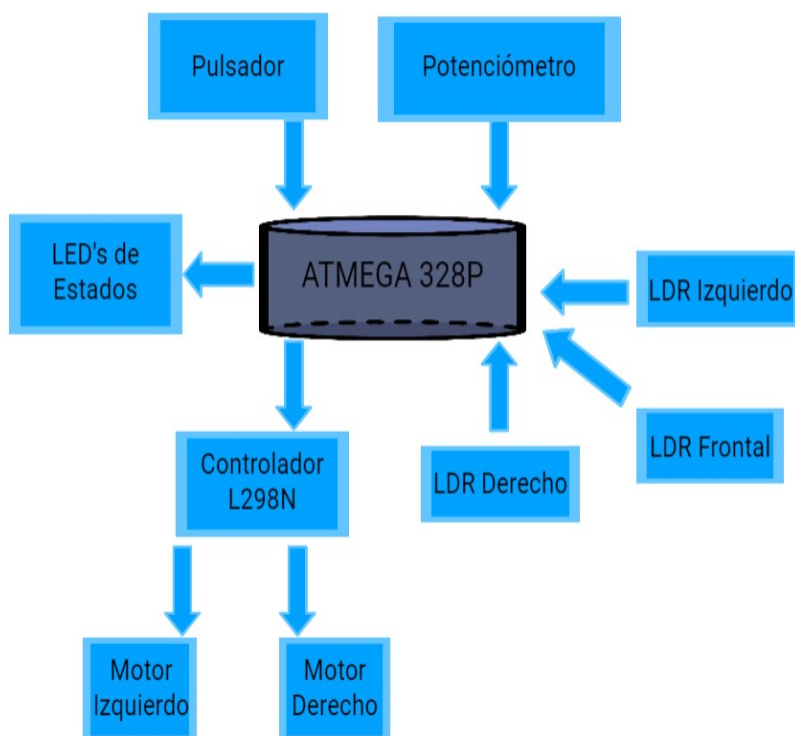 Pulsador
Potenciómetro
LED's de
Estados
ATMEGA 328P
LDR Izquierdo
Controlador
L298N
LDR Derecho
LDR Frontal
Motor
Izquierdo
Motor
Derecho